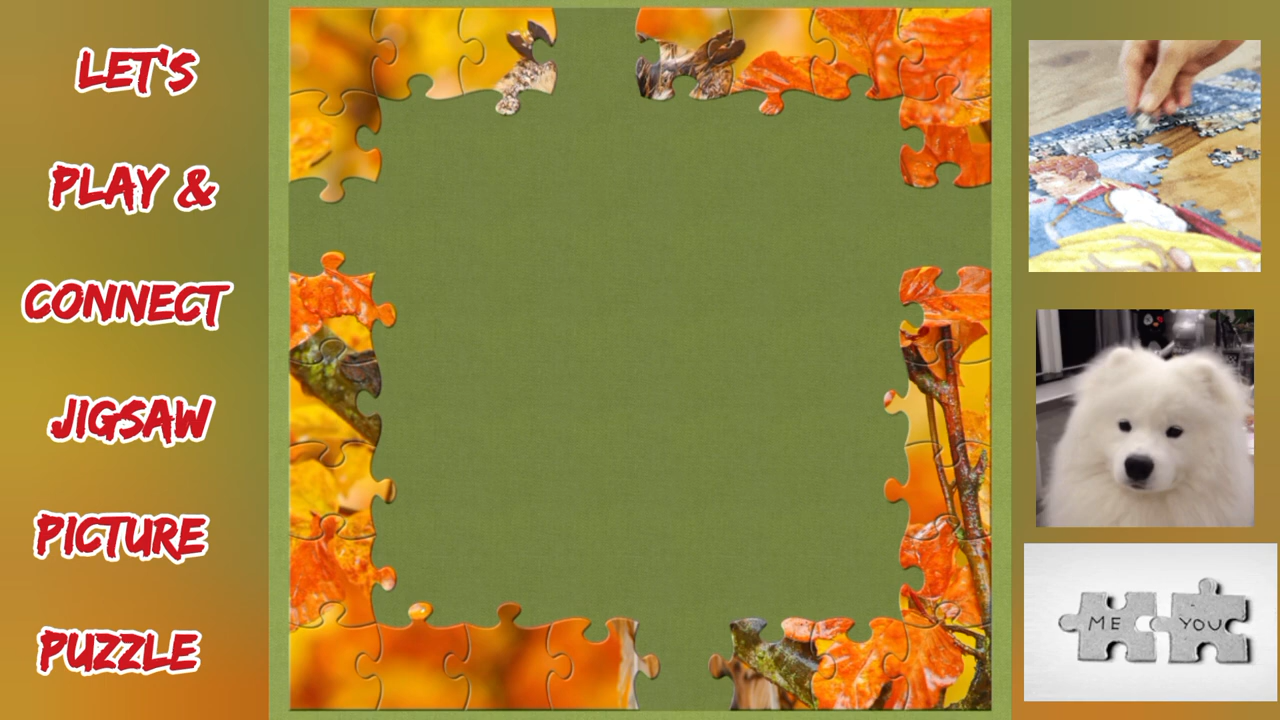 LET'S
PLAY &
CONNECT
JIGSAW
PICTURE
PUZZLE
ME YOU